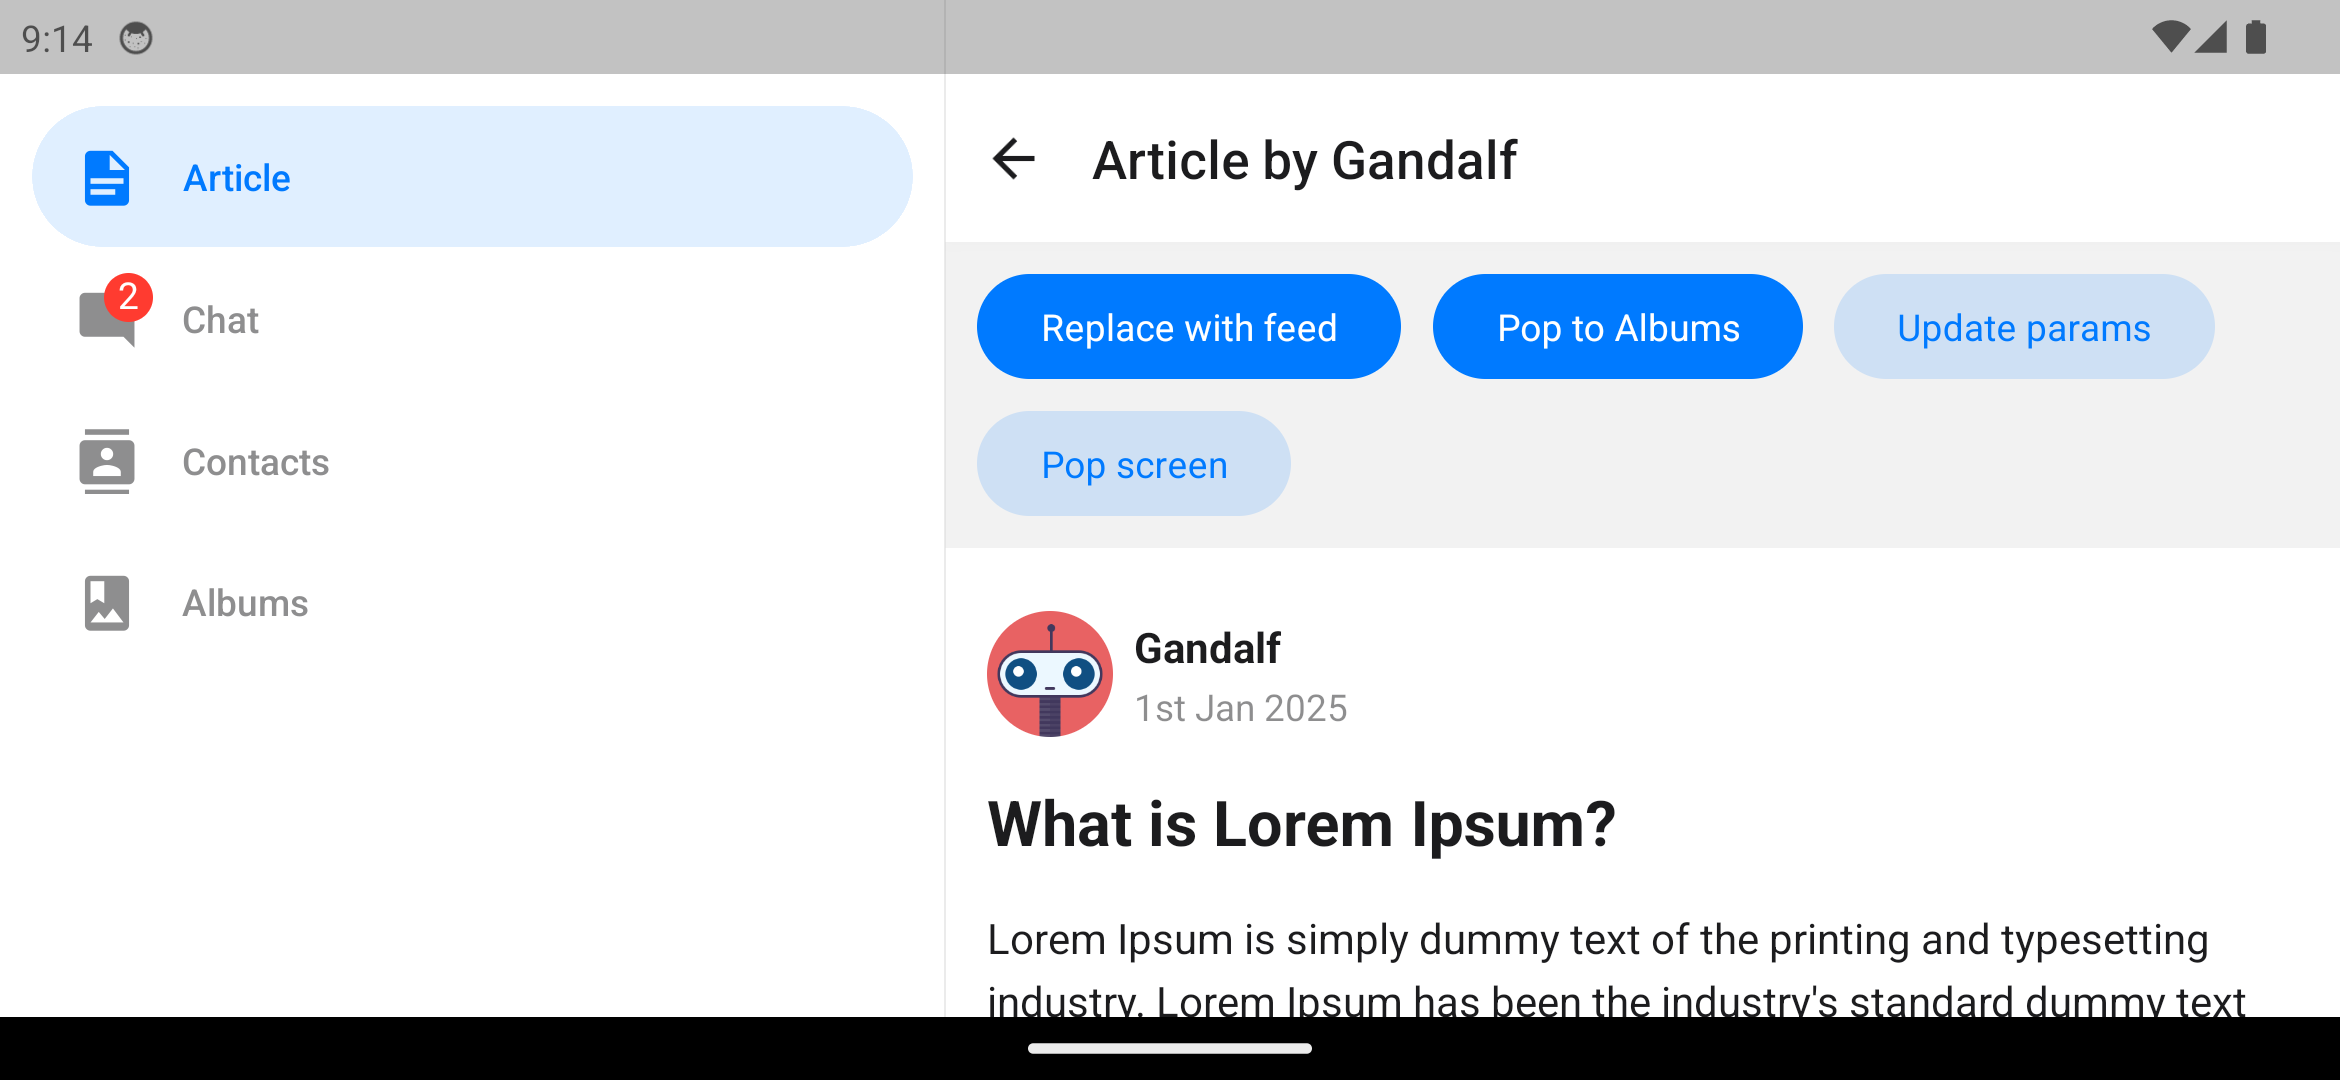 9:14
Article
2
Chat
Contacts
Albums
Article by Gandalf
Replace with feed
Pop to Albums
Update params
Pop screen
Gandalf
1st Jan 2025
What is Lorem Ipsum?
Lorem Ipsum is simply dummy text of the printing and typesetting
industry. Lorem Ipsum has been the industry's standard dummy text